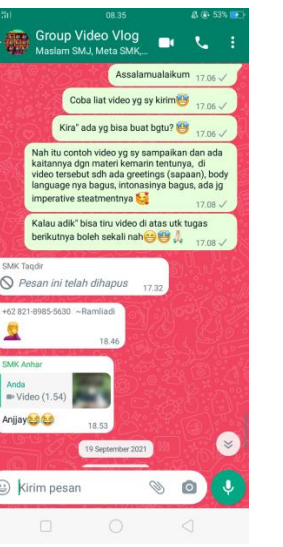 08.35
53%
Group Video Vlog
Maslam SMJ, Meta SMK,...
Assalamualaikum 17.06
Coba liat video yg sy kirim 17.06
Kira" ada yg bisa buat bgtu? 17.06
Nah itu contoh video yg sy sampaikan dan ada
kaitannya dgn materi kemarin tentunya, di
video tersebut sdh ada greetings (sapaan), body
language nya bagus, intonasinya bagus, ada jg
imperative steatmentnya
17.08
Kalau adik" bisa tiru video di atas utk tugas
berikutnya boleh sekali nah 17.08
SMK Taqdir
Pesan ini telah dihapus 17.32
+62 821-8985-5630 ~Ramliadi
18.46
SMK Anhar
Anda
Video (1.54)
Anjjay 18.53
19 September 2021
Kirim pesan